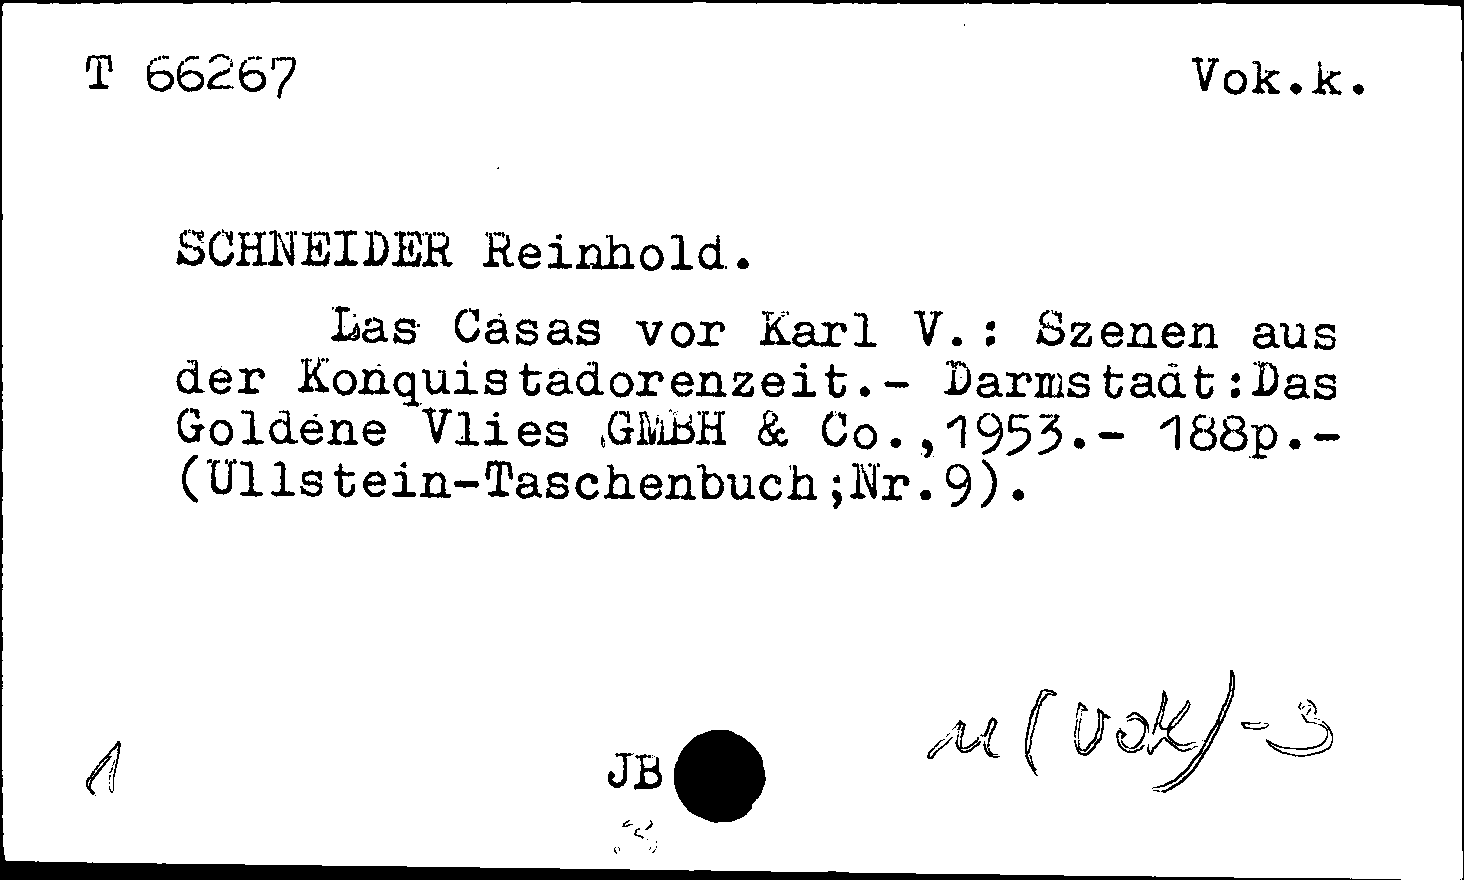 T 66267 Vok.k.
SCHNEIDER Reinhold.
Las Casas vor Karl V.: Szenen aus
der Konquistadorenzeit.- Darmstadt:Das
Goldene Vlies GMBH & Co.,1953.- 188p.-
(Ullstein-Taschenbuch;Nr.9).
1 JB u (Vok)-3